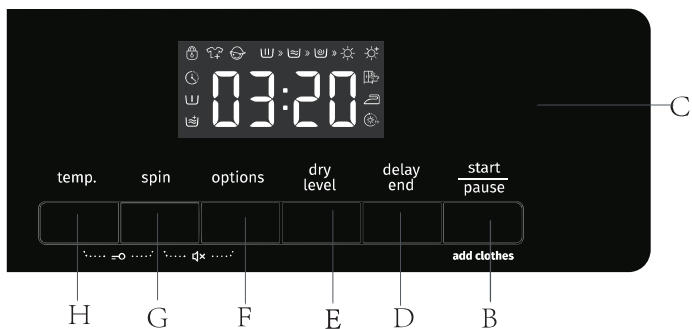 03:20
C
temp.
spin
options
dry
level
delay
end
start
pause
add clothes
H
G
F
E
D
B